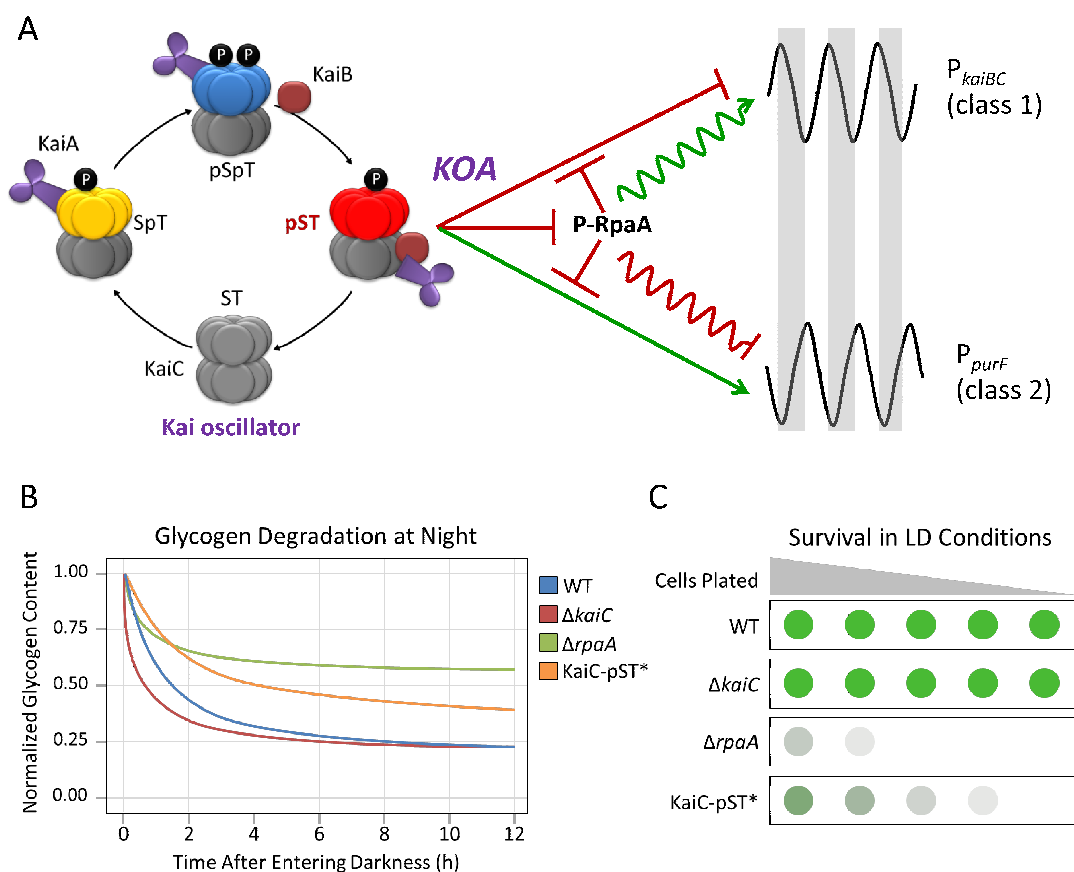 A
P P
KaiB
pSpT
KaiA
P
SpT
P
pST
ST
KaiC
Kai oscillator
KOA
P-RpaA
PkaiBC
(class 1)
PpurF
(class 2)
B
Glycogen Degradation at Night
Normalized Glycogen Content
1.00
0.75
0.50
0.25
0.00
0 2 4 6 8 10 12
Time After Entering Darkness (h)
WT
ΔkaiC
ΔrpaA
KaiC-pST*
C
Survival in LD Conditions
Cells Plated
WT
ΔkaiC
ΔrpaA
KaiC-pST*